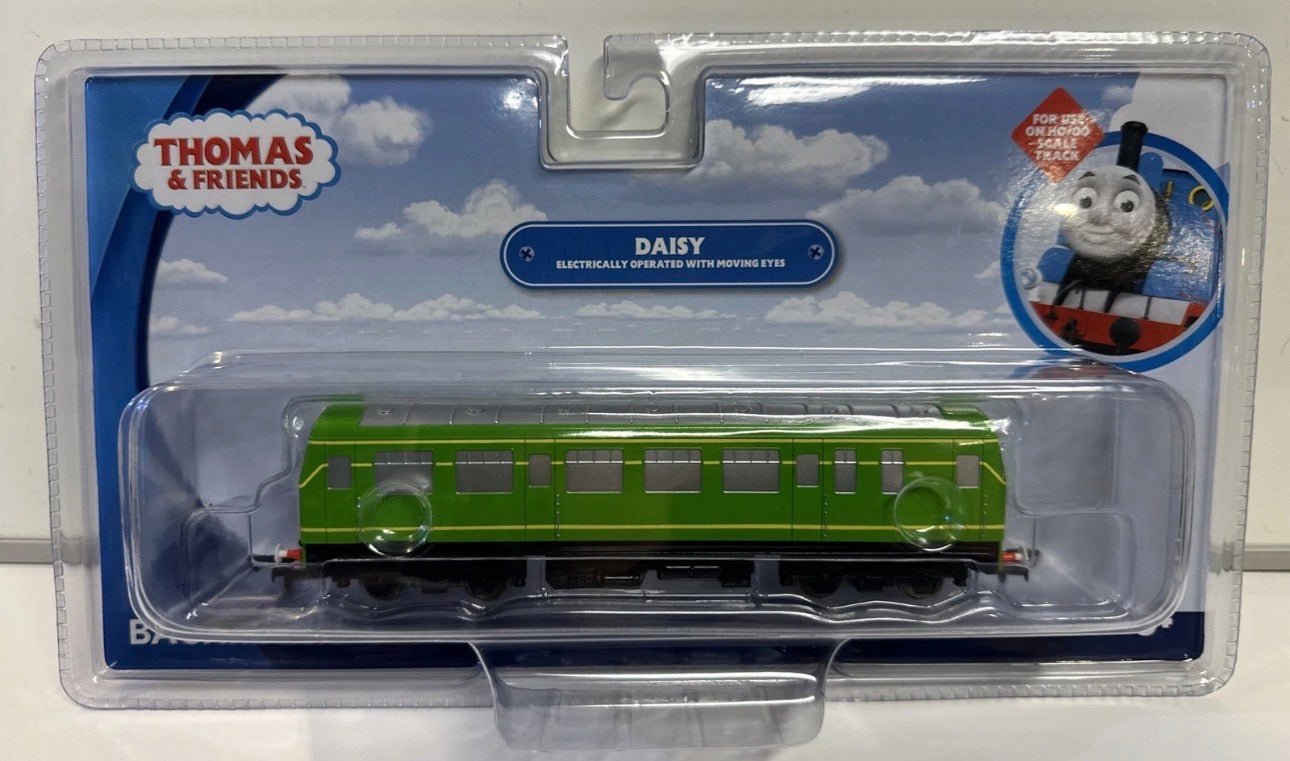 THOMAS
& FRIENDS
FOR USE
ON HO/OO
SCALE
TRACK
DAISY
ELECTRICALLY OPERATED WITH MOVING EYES